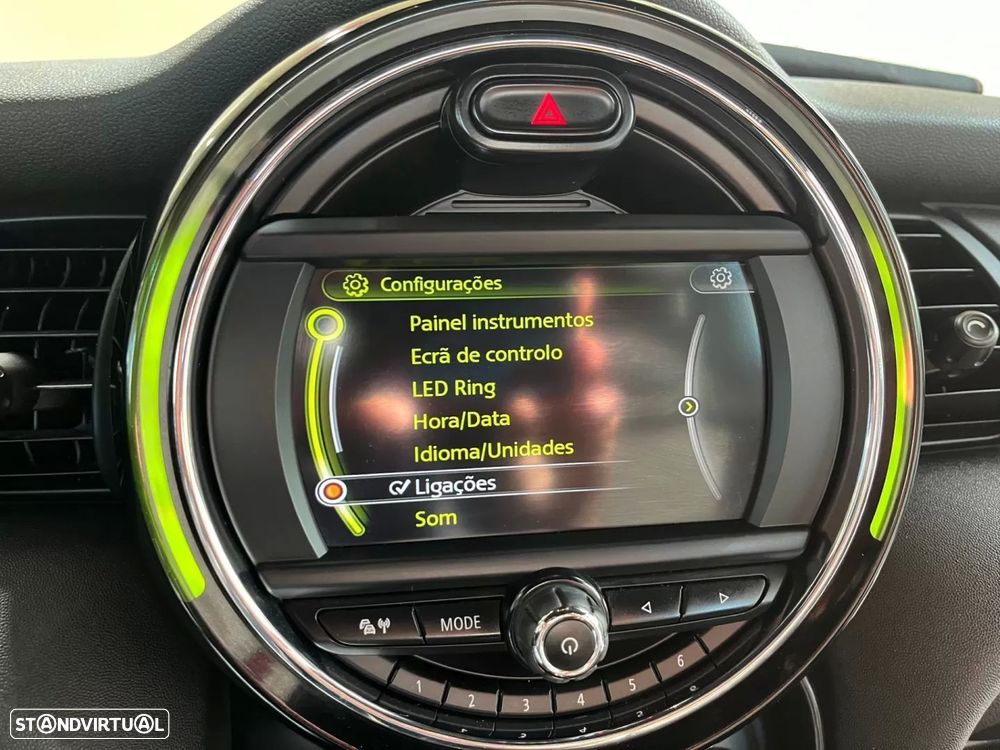 Configurações
Painel instrumentos
Ecrã de controlo
LED Ring
Hora/Data
Idioma/Unidades
Ligações
Som
MODE
1 2 3 4 5 6
STANDVIRTUAL